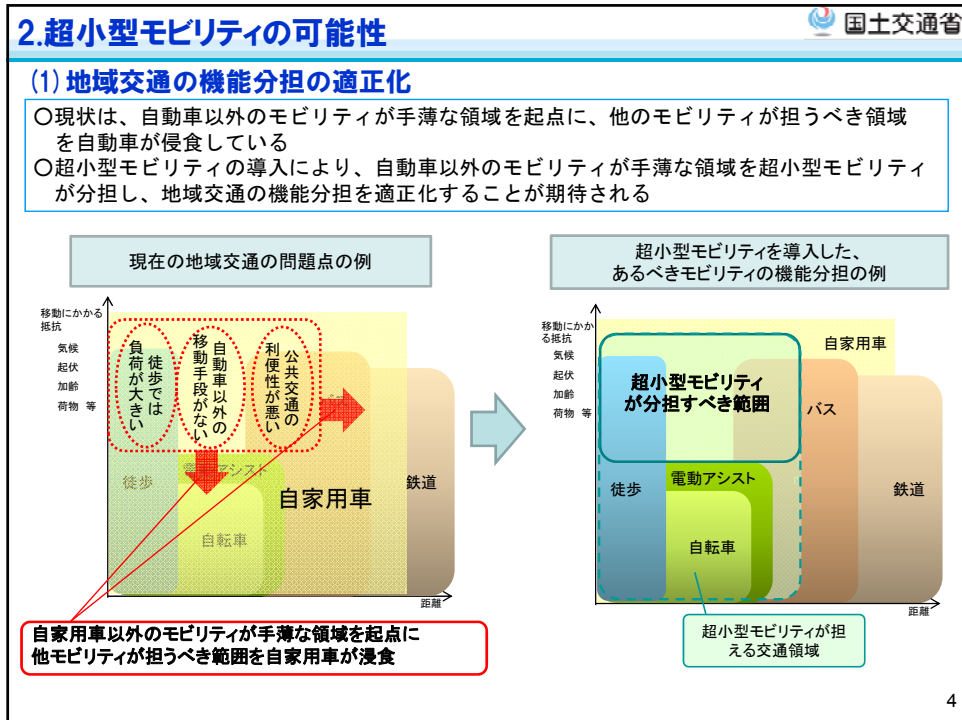 2.超小型モビリティの可能性
国土交通省
(1)地域交通の機能分担の適正化
〇現状は、自動車以外のモビリティが手薄な領域を起点に、他のモビリティが担うべき領域
を自動車が侵食している
〇超小型モビリティの導入により、自動車以外のモビリティが手薄な領域を超小型モビリティ
が分担し、地域交通の機能分担を適正化することが期待される
現在の地域交通の問題点の例
移動にかかる
抵抗
気候
起伏
加齢
荷物 等
徒歩では
負荷が大きい
自動車以外の
移動手段がない
公共交通の
利便性が悪い
徒歩
電動アシスト
自転車
自家用車
鉄道
距離
自家用車以外のモビリティが手薄な領域を起点に
他モビリティが担うべき範囲を自家用車が浸食
超小型モビリティを導入した、
あるべきモビリティの機能分担の例
移動にかか
る抵抗
気候
起伏
加齢
荷物 等
自家用車
超小型モビリティ
が分担すべき範囲
バス
徒歩
電動アシスト
自転車
鉄道
距離
超小型モビリティが担
える交通領域
4